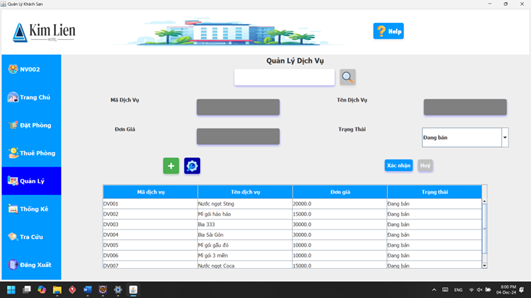 Quản Lý Khách Sạn
Kim Lien
Help
NV002
Trang Chủ
Đặt Phòng
Thuê Phòng
Quản Lý
Thống Kê
Tra Cứu
Đăng Xuất
Quản Lý Dịch Vụ
Mã Dịch Vụ
Tên Dịch Vụ
Đơn Giá
Trạng Thái
Đang bán
Xác nhận
Huỷ
Mã dịch vụ Tên dịch vụ Đơn giá Trạng thái
DV001 Nước ngọt Sting 20000.0 Đang bán
DV002 Mì gói hảo hảo 15000.0 Đang bán
DV003 Bia 333 30000.0 Đang bán
DV004 Bia Sài Gòn 30000.0 Đang bán
DV005 Mì gói gấu đỏ 10000.0 Đang bán
DV006 Mì gói 3 miền 10000.0 Đang bán
DV007 Nước ngọt Coca 15000.0 Đang bán
ENG
8:00 PM
04-Dec-24